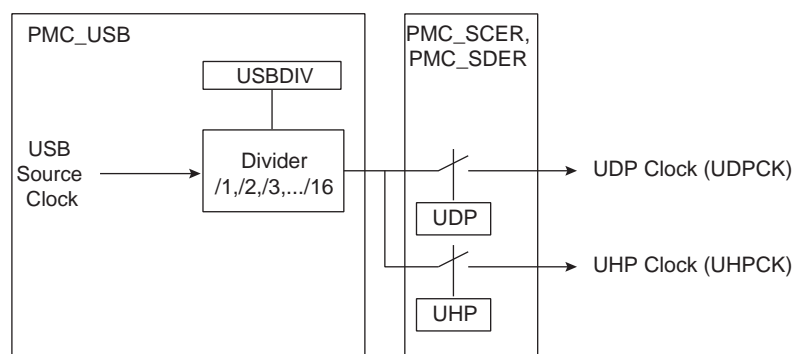 PMC_USB
PMC_SCER,
PMC_SDER
USBDIV
USB
Source
Clock
Divider
/1,/2,/3,.../16
UDP Clock (UDPCK)
UDP
UHP Clock (UHPCK)
UHP